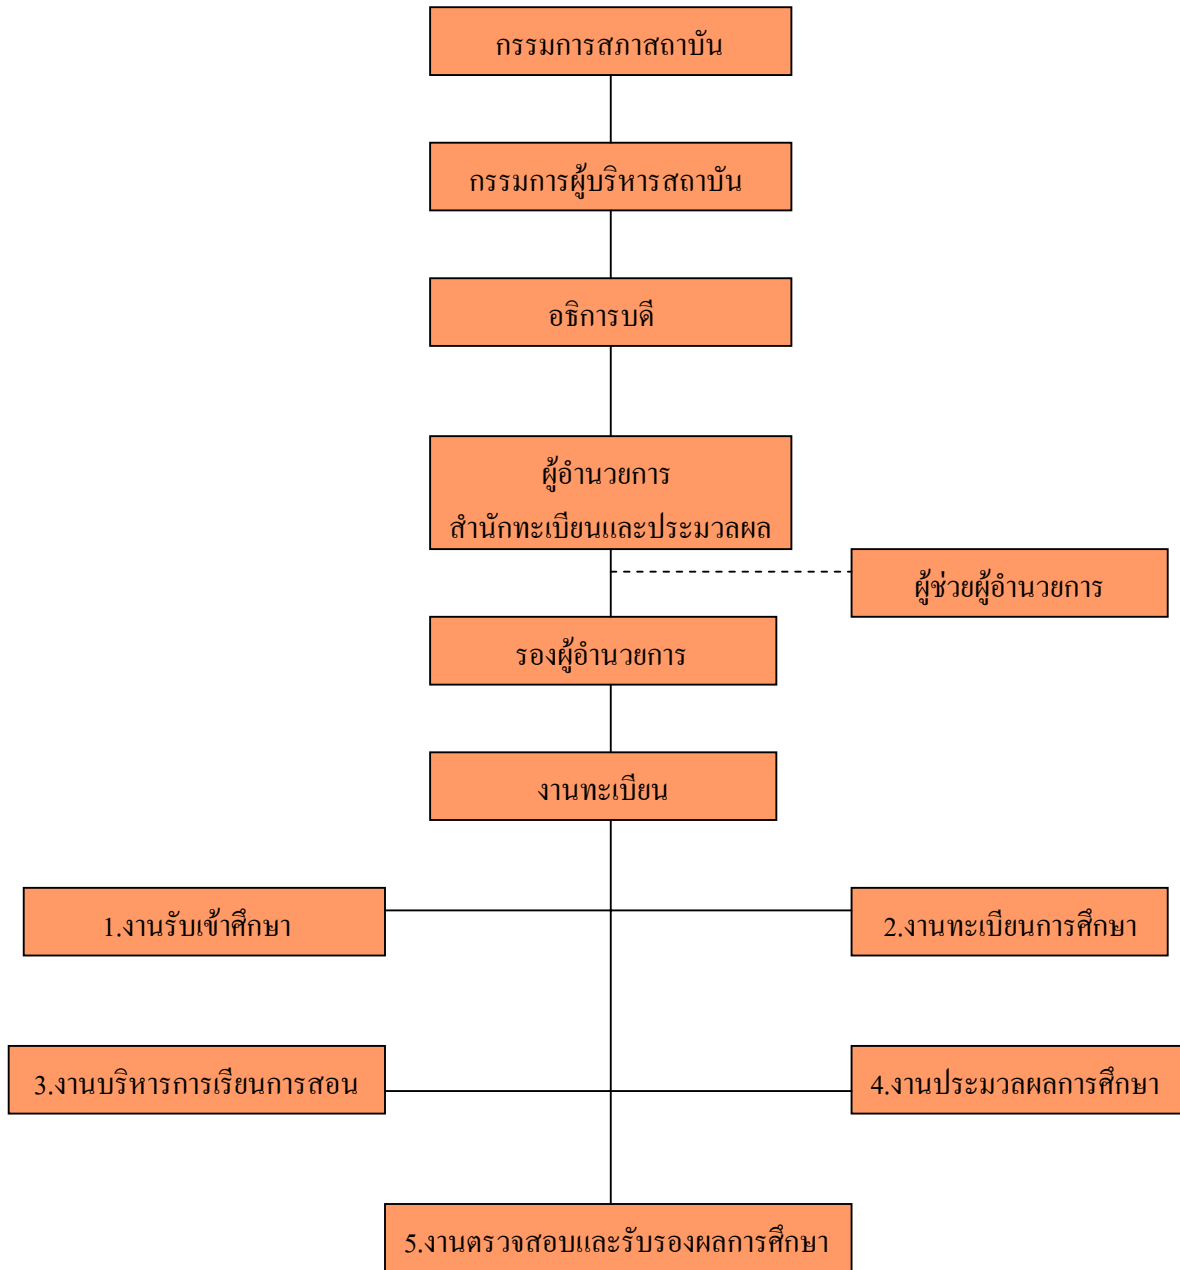 กรรมการสภาสถาบัน
กรรมการผู้บริหารสถาบัน
อธิการบดี
ผู้อำนวยการ
สำนักทะเบียนและประมวลผล
ผู้ช่วยผู้อำนวยการ
รองผู้อำนวยการ
งานทะเบียน
1.งานรับเข้าศึกษา
2.งานทะเบียนการศึกษา
3.งานบริหารการเรียนการสอน
4.งานประมวลผลการศึกษา
5.งานตรวจสอบและรับรองผลการศึกษา